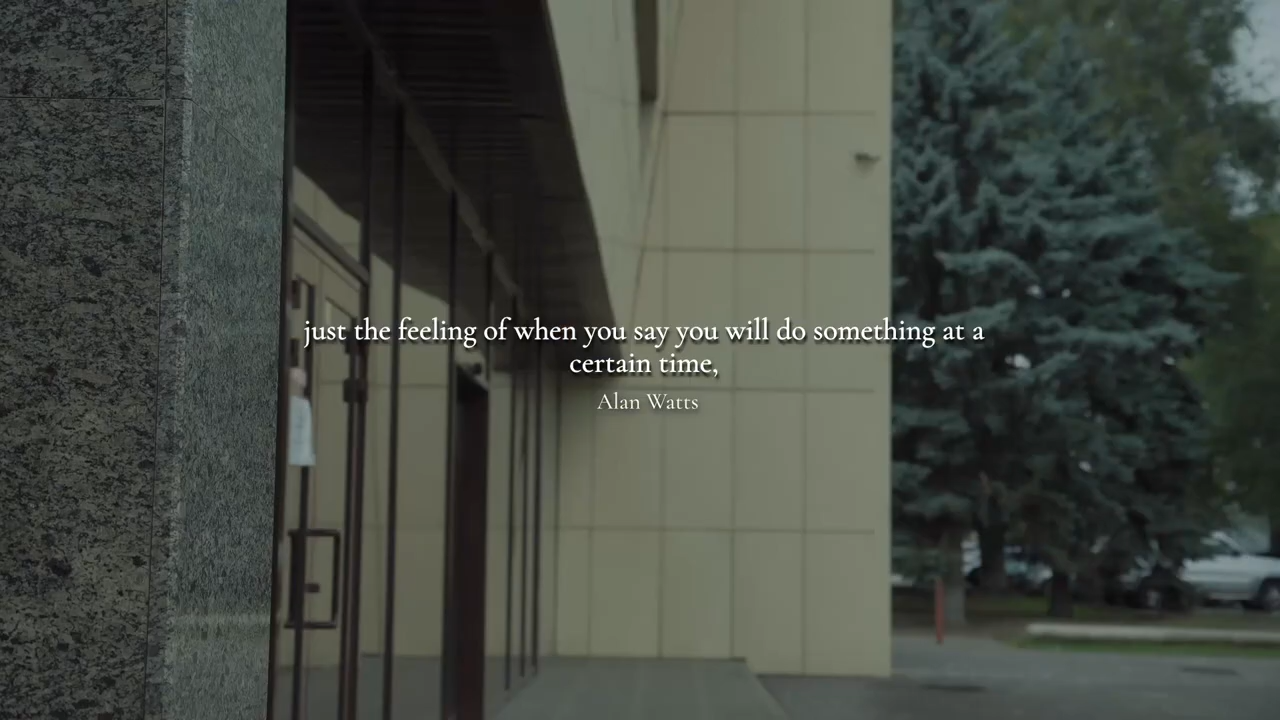 just the feeling of when you say you will do something at a
certain time,
Alan Watts